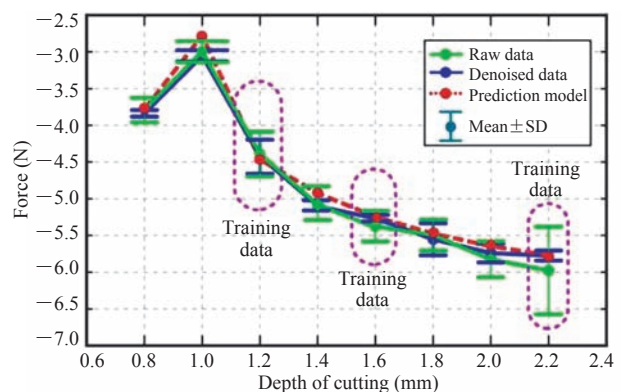 −2.5
−3.0
−3.5
−4.0
−4.5
−5.0
−5.5
−6.0
−6.5
−7.0
Force (N)
Raw data
Denoised data
Prediction model
Mean±SD
Training
data
Training
data
Training
data
0.6 0.8 1.0 1.2 1.4 1.6 1.8 2.0 2.2 2.4
Depth of cutting (mm)